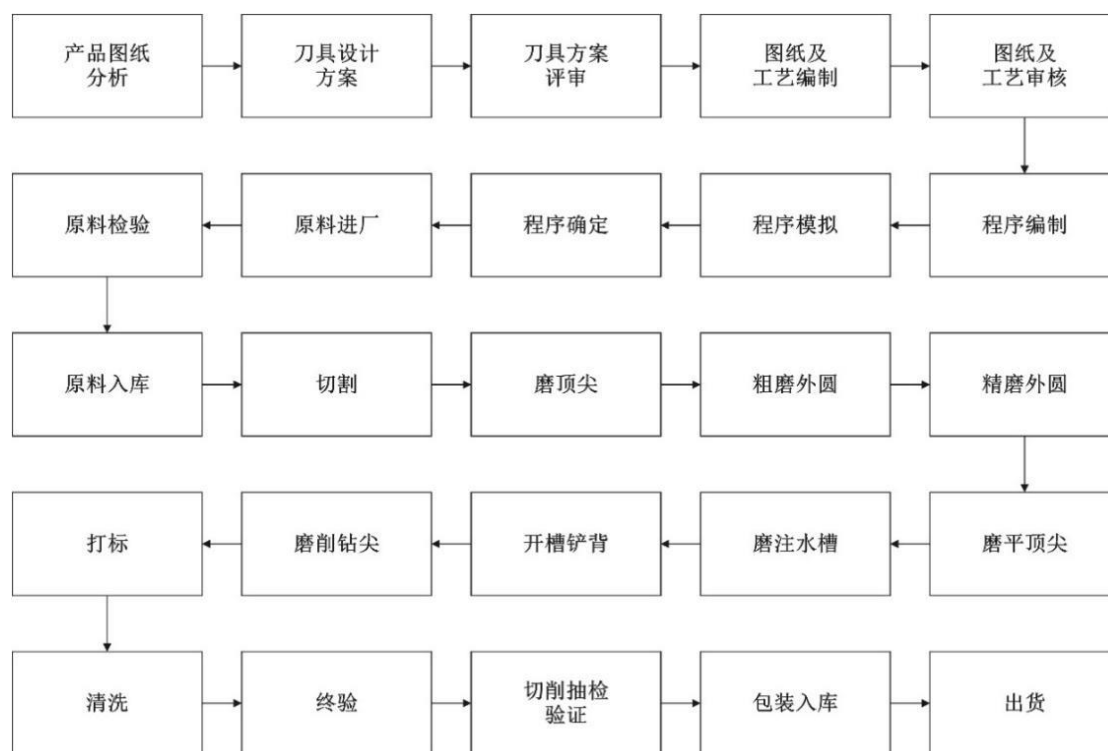 产品图纸
分析
刀具设计
方案
刀具方案
评审
图纸及
工艺编制
图纸及
工艺审核
原料检验
原料进厂
程序确定
程序模拟
程序编制
原料入库
切割
磨顶尖
粗磨外圆
精磨外圆
打标
磨削钻尖
开槽铲背
磨注水槽
磨平顶尖
清洗
终验
切削抽检
验证
包装入库
出货